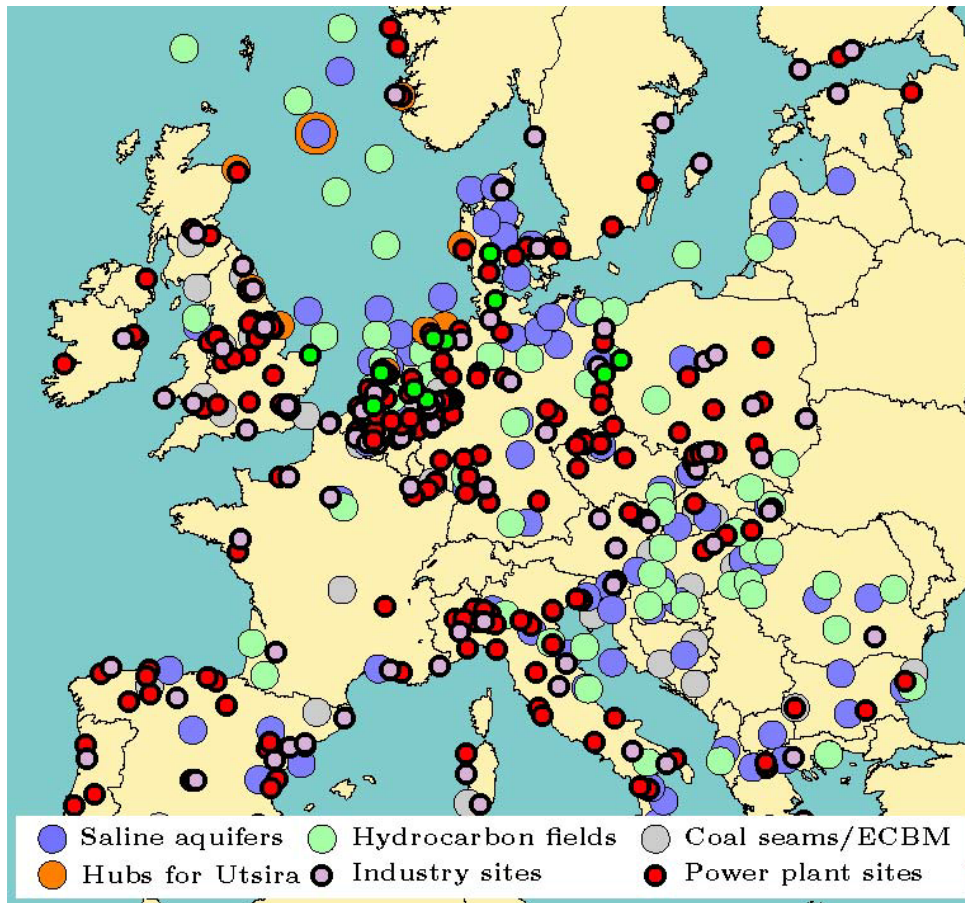 Saline aquifers Hydrocarbon fields Coal seams/ECBM
Hubs for Utsira Industry sites Power plant sites